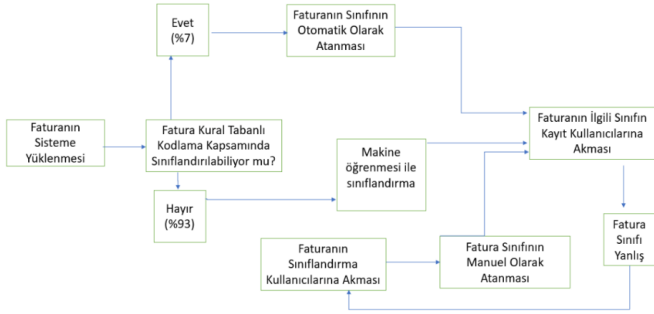 Evet
(%7)
Faturanın Sınıfının
Otomatik Olarak
Atanması
Faturanın
Sisteme
Yüklenmesi
Fatura Kural Tabanlı
Kodlama Kapsamında
Sınıflandırılabiliyor mu?
Hayır
(%93)
Makine
öğrenmesi ile
sınıflandırma
Faturanın İlgili Sınıfın
Kayıt Kullanıcılarına
Akması
Faturanın
Sınıflandırma
Kullanıcılarına Akması
Fatura Sınıfının
Manuel Olarak
Atanması
Fatura
Sınıfı
Yanlış